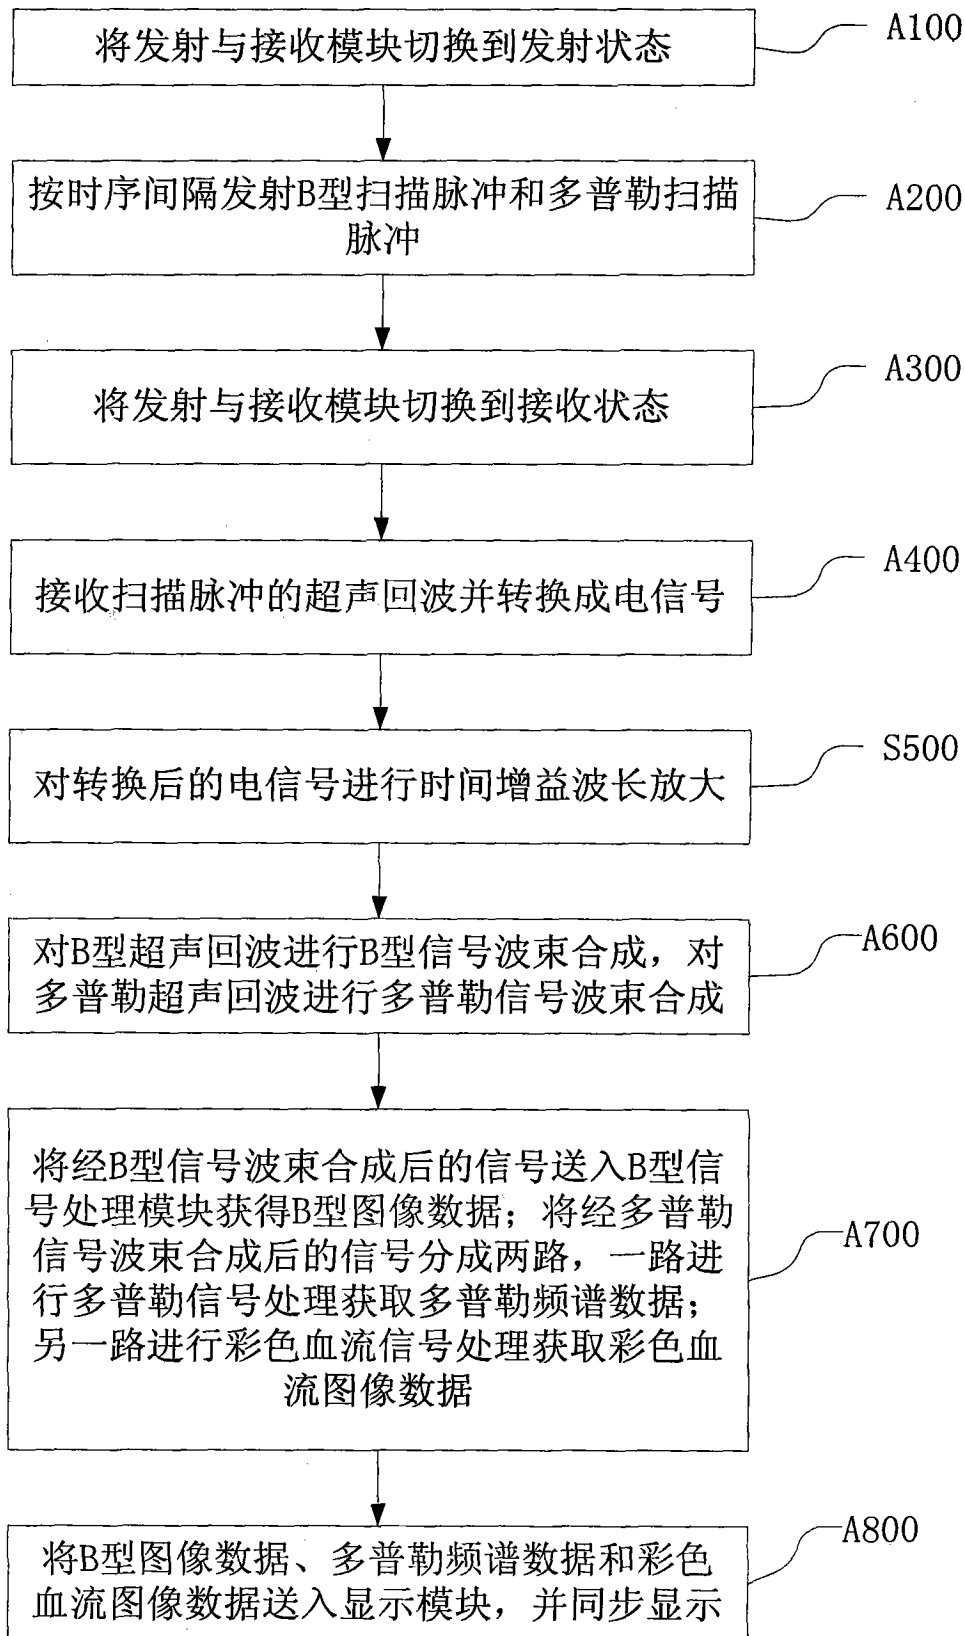 将发射与接收模块切换到发射状态
A100
按时序间隔发射B型扫描脉冲和多普勒扫描
脉冲
A200
将发射与接收模块切换到接收状态
A300
接收扫描脉冲的超声回波并转换成电信号
A400
对转换后的电信号进行时间增益波长放大
S500
对B型超声回波进行B型信号波束合成，对
多普勒超声回波进行多普勒信号波束合成
A600
将经B型信号波束合成后的信号送入B型信
号处理模块获得B型图像数据；将经多普勒
信号波束合成后的信号分成两路，一路进
行多普勒信号处理获取多普勒频谱数据；
另一路进行彩色血流信号处理获取彩色血
流图像数据
A700
将B型图像数据、多普勒频谱数据和彩色
血流图像数据送入显示模块，并同步显示
A800